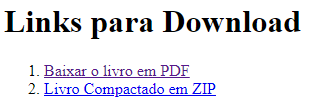 Links para Download
1. Baixar o livro em PDF
2. Livro Compactado em ZIP